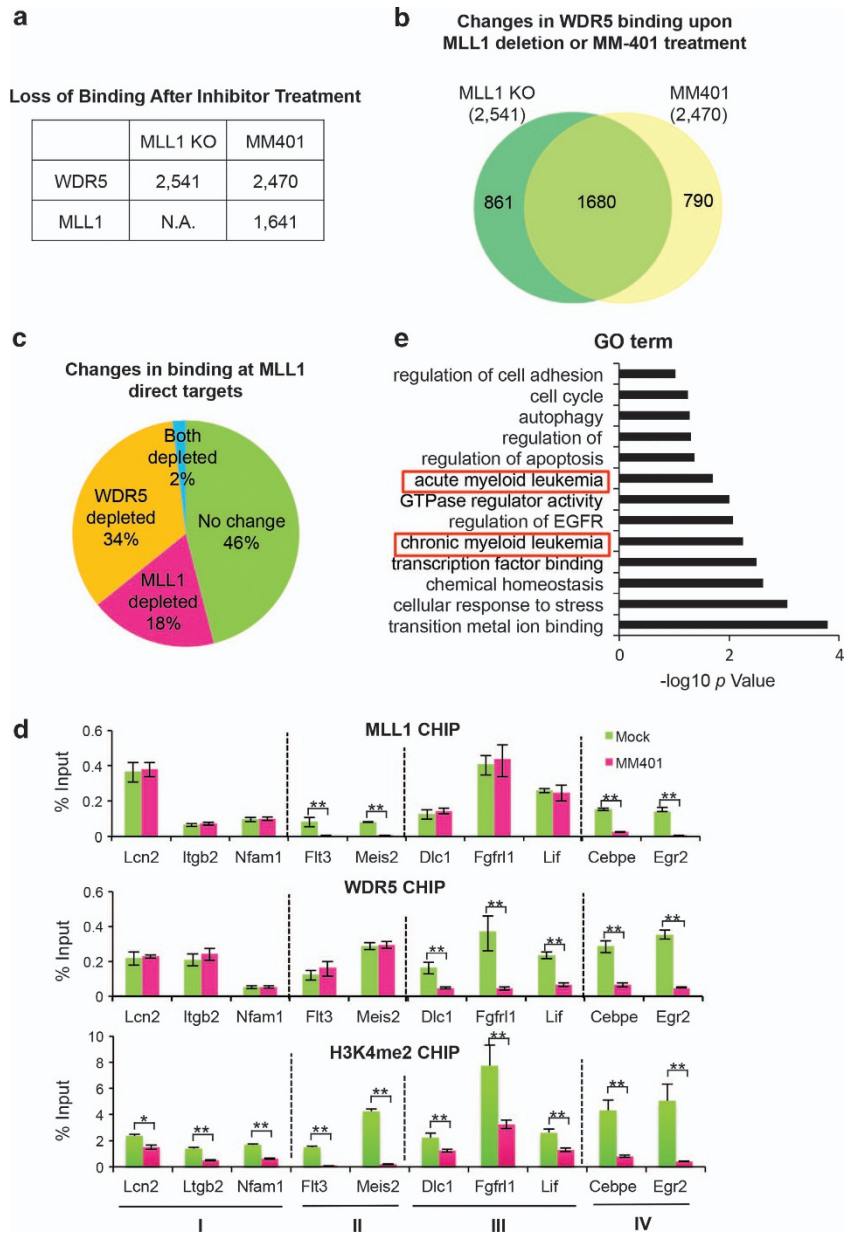 a
Loss of Binding After Inhibitor Treatment
MLL1 KO MM401
WDR5 2,541 2,470
MLL1 N.A. 1,641
b
Changes in WDR5 binding upon
MLL1 deletion or MM-401 treatment
MLL1 KO
(2,541)
MM401
(2,470)
861 1680 790
c
Changes in binding at MLL1
direct targets
Both
depleted
2%
WDR5
depleted
34%
No change
46%
MLL1
depleted
18%
e
GO term
regulation of cell adhesion
cell cycle
autophagy
regulation of
regulation of apoptosis
acute myeloid leukemia
GTPase regulator activity
regulation of EGFR
chronic myeloid leukemia
transcription factor binding
chemical homeostasis
cellular response to stress
transition metal ion binding
0 2 4
-log10 p Value
d
MLL1 CHIP
Mock
MM401
% Input
0.6
0.4
0.2
0
** ** ** **
Lcn2 Itgb2 Nfam1 Flt3 Meis2 Dlc1 Fgfrl1 Lif Cebpe Egr2
WDR5 CHIP
% Input
0.6
0.4
0.2
0
** ** ** ** **
Lcn2 Itgb2 Nfam1 Flt3 Meis2 Dlc1 Fgfrl1 Lif Cebpe Egr2
H3K4me2 CHIP
% Input
10
8
6
4
2
0
* ** ** ** ** ** ** ** ** **
Lcn2 Ltgb2 Nfam1 Flt3 Meis2 Dlc1 Fgfrl1 Lif Cebpe Egr2
I II III IV